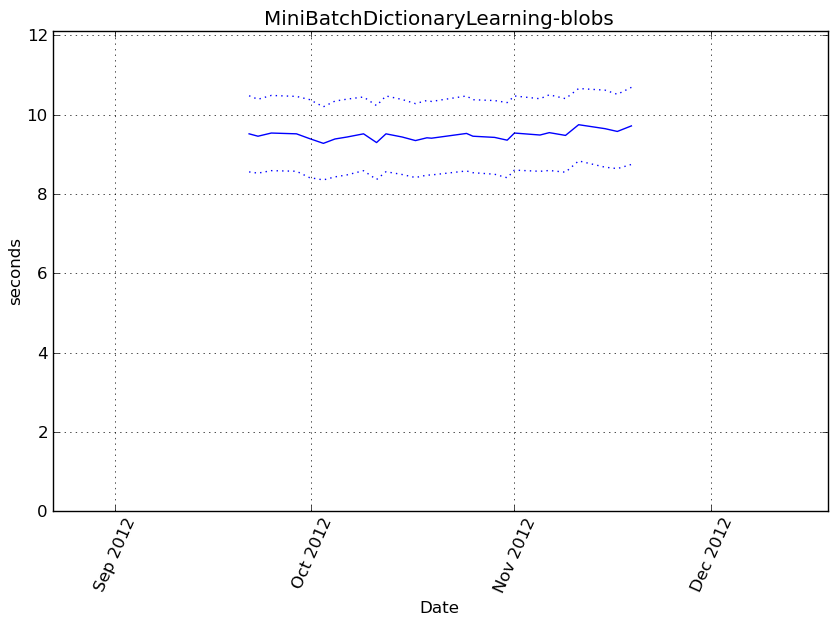 MiniBatchDictionaryLearning-blobs
12
10
8
6
4
2
0
seconds
Sep 2012
Oct 2012
Nov 2012
Dec 2012
Date